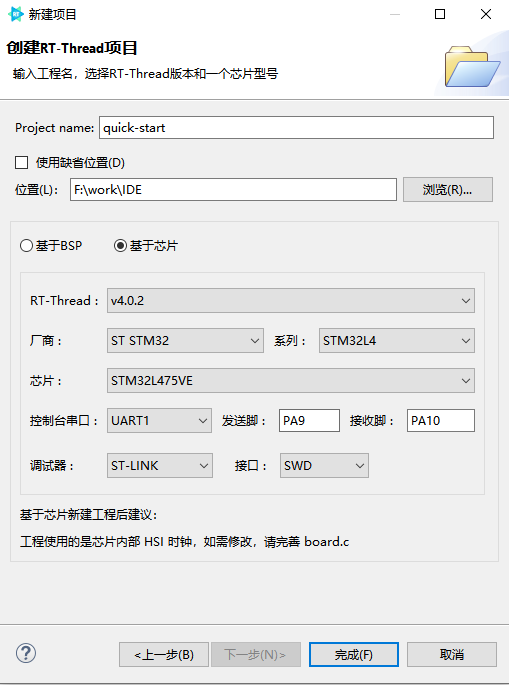 新建项目
创建RT-Thread项目
输入工程名，选择RT-Thread版本和一个芯片型号
Project name: quick-start
使用缺省位置(D)
位置(L): F:\work\IDE 浏览(R)...
基于BSP 基于芯片
RT-Thread： v4.0.2
厂商： ST STM32 系列： STM32L4
芯片： STM32L475VE
控制台串口： UART1 发送脚： PA9 接收脚： PA10
调试器： ST-LINK 接口： SWD
基于芯片新建工程后建议：
工程使用的是芯片内部 HSI 时钟，如需修改，请完善 board.c
? <上一步(B) 下一步(N)> 完成(F) 取消